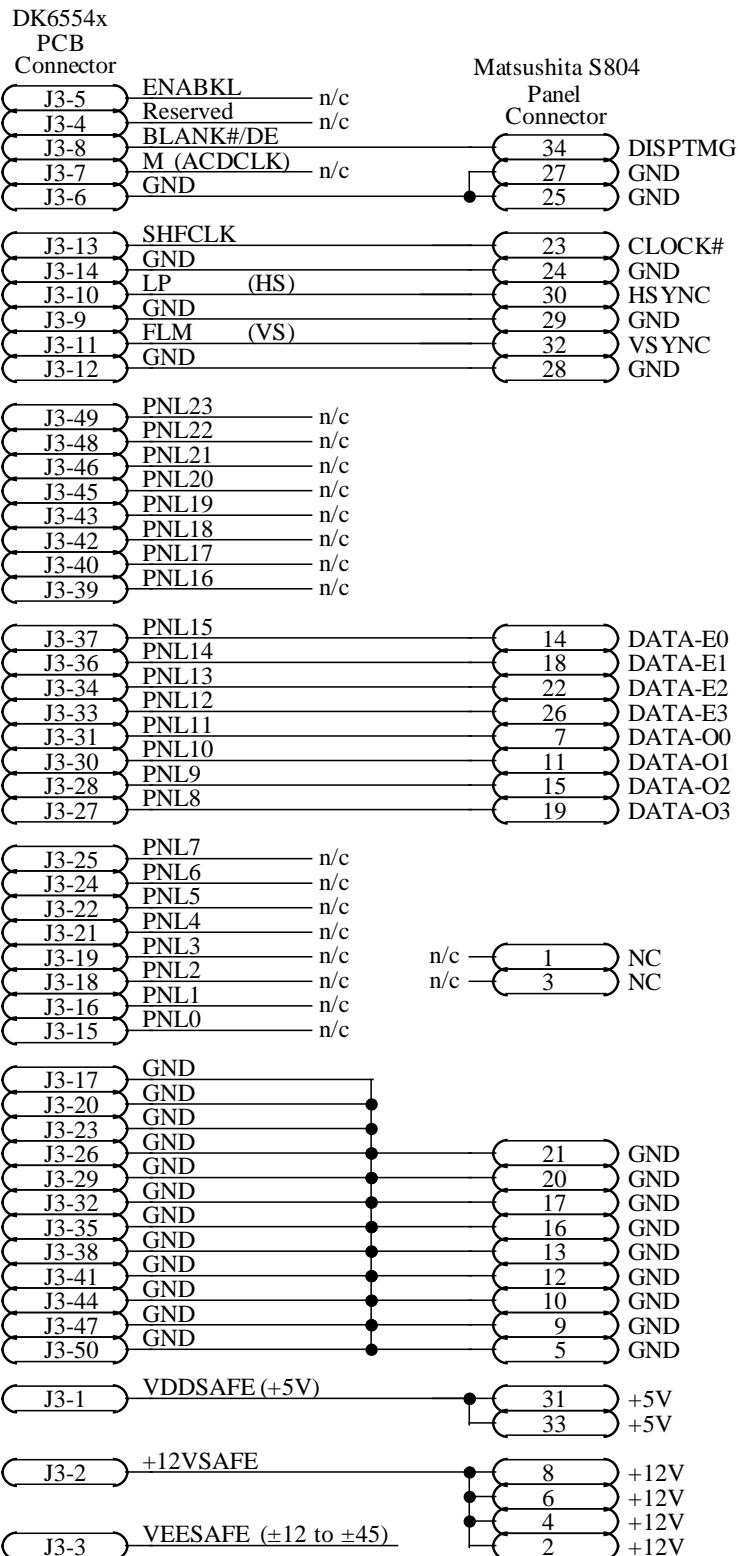 DK6554x
PCB
Connector
Matsushita S804
Panel
Connector
J3-5 ENABKL n/c
J3-4 Reserved n/c
J3-8 BLANK#/DE 34 DISPTMG
J3-7 M (ACDCLK) n/c 27 GND
J3-6 GND 25 GND
J3-13 SHFCLK 23 CLOCK#
J3-14 GND 24 GND
J3-10 LP (HS) 30 HSYNC
J3-9 GND 29 GND
J3-11 FLM (VS) 32 VSYNC
J3-12 GND 28 GND
J3-49 PNL23 n/c
J3-48 PNL22 n/c
J3-46 PNL21 n/c
J3-45 PNL20 n/c
J3-43 PNL19 n/c
J3-42 PNL18 n/c
J3-40 PNL17 n/c
J3-39 PNL16 n/c
J3-37 PNL15 14 DATA-E0
J3-36 PNL14 18 DATA-E1
J3-34 PNL13 22 DATA-E2
J3-33 PNL12 26 DATA-E3
J3-31 PNL11 7 DATA-O0
J3-30 PNL10 11 DATA-O1
J3-28 PNL9 15 DATA-O2
J3-27 PNL8 19 DATA-O3
J3-25 PNL7 n/c
J3-24 PNL6 n/c
J3-22 PNL5 n/c
J3-21 PNL4 n/c
J3-19 PNL3 n/c n/c 1 NC
J3-18 PNL2 n/c n/c 3 NC
J3-16 PNL1 n/c
J3-15 PNL0 n/c
J3-17 GND
J3-20 GND
J3-23 GND
J3-26 GND 21 GND
J3-29 GND 20 GND
J3-32 GND 17 GND
J3-35 GND 16 GND
J3-38 GND 13 GND
J3-41 GND 12 GND
J3-44 GND 10 GND
J3-47 GND 9 GND
J3-50 GND 5 GND
J3-1 VDDSAFE (+5V) 31 +5V
33 +5V
J3-2 +12VSAFE 8 +12V
6 +12V
4 +12V
J3-3 VEESAFE (±12 to ±45) 2 +12V